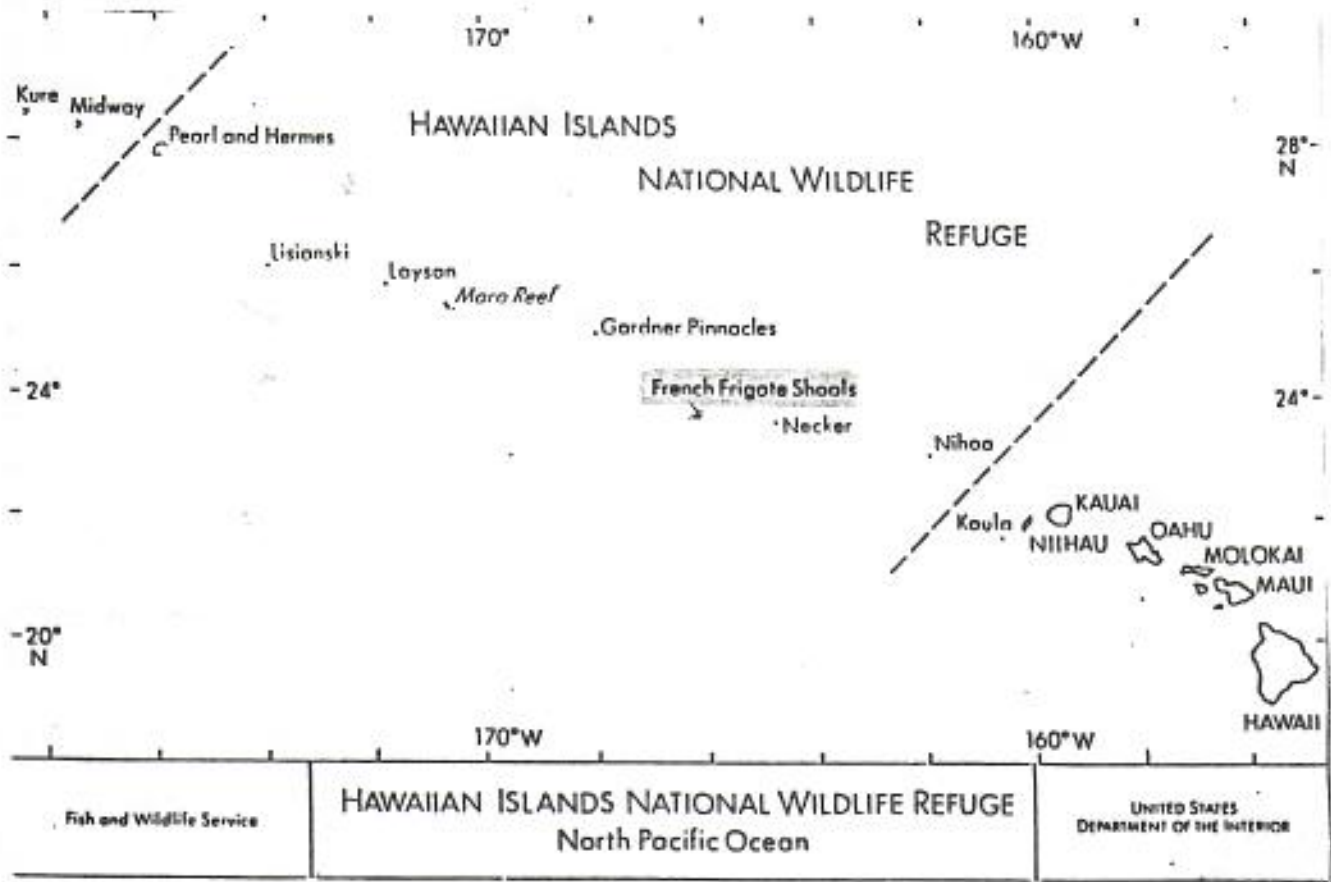 170°
160°W
Kure
Midway
Pearl and Hermes
HAWAIIAN ISLANDS
NATIONAL WILDLIFE
REFUGE
28°
N
Lisianski
Laysan
Maro Reef
Gardner Pinnacles
24°
French Frigate Shoals
24°
Necker
Nihoa
Kaula
NIIHAU
KAUAI
OAHU
MOLOKAI
MAUI
20°
N
HAWAII
170°W
160°W
Fish and Wildlife Service
HAWAIIAN ISLANDS NATIONAL WILDLIFE REFUGE
North Pacific Ocean
UNITED STATES
DEPARTMENT OF THE INTERIOR